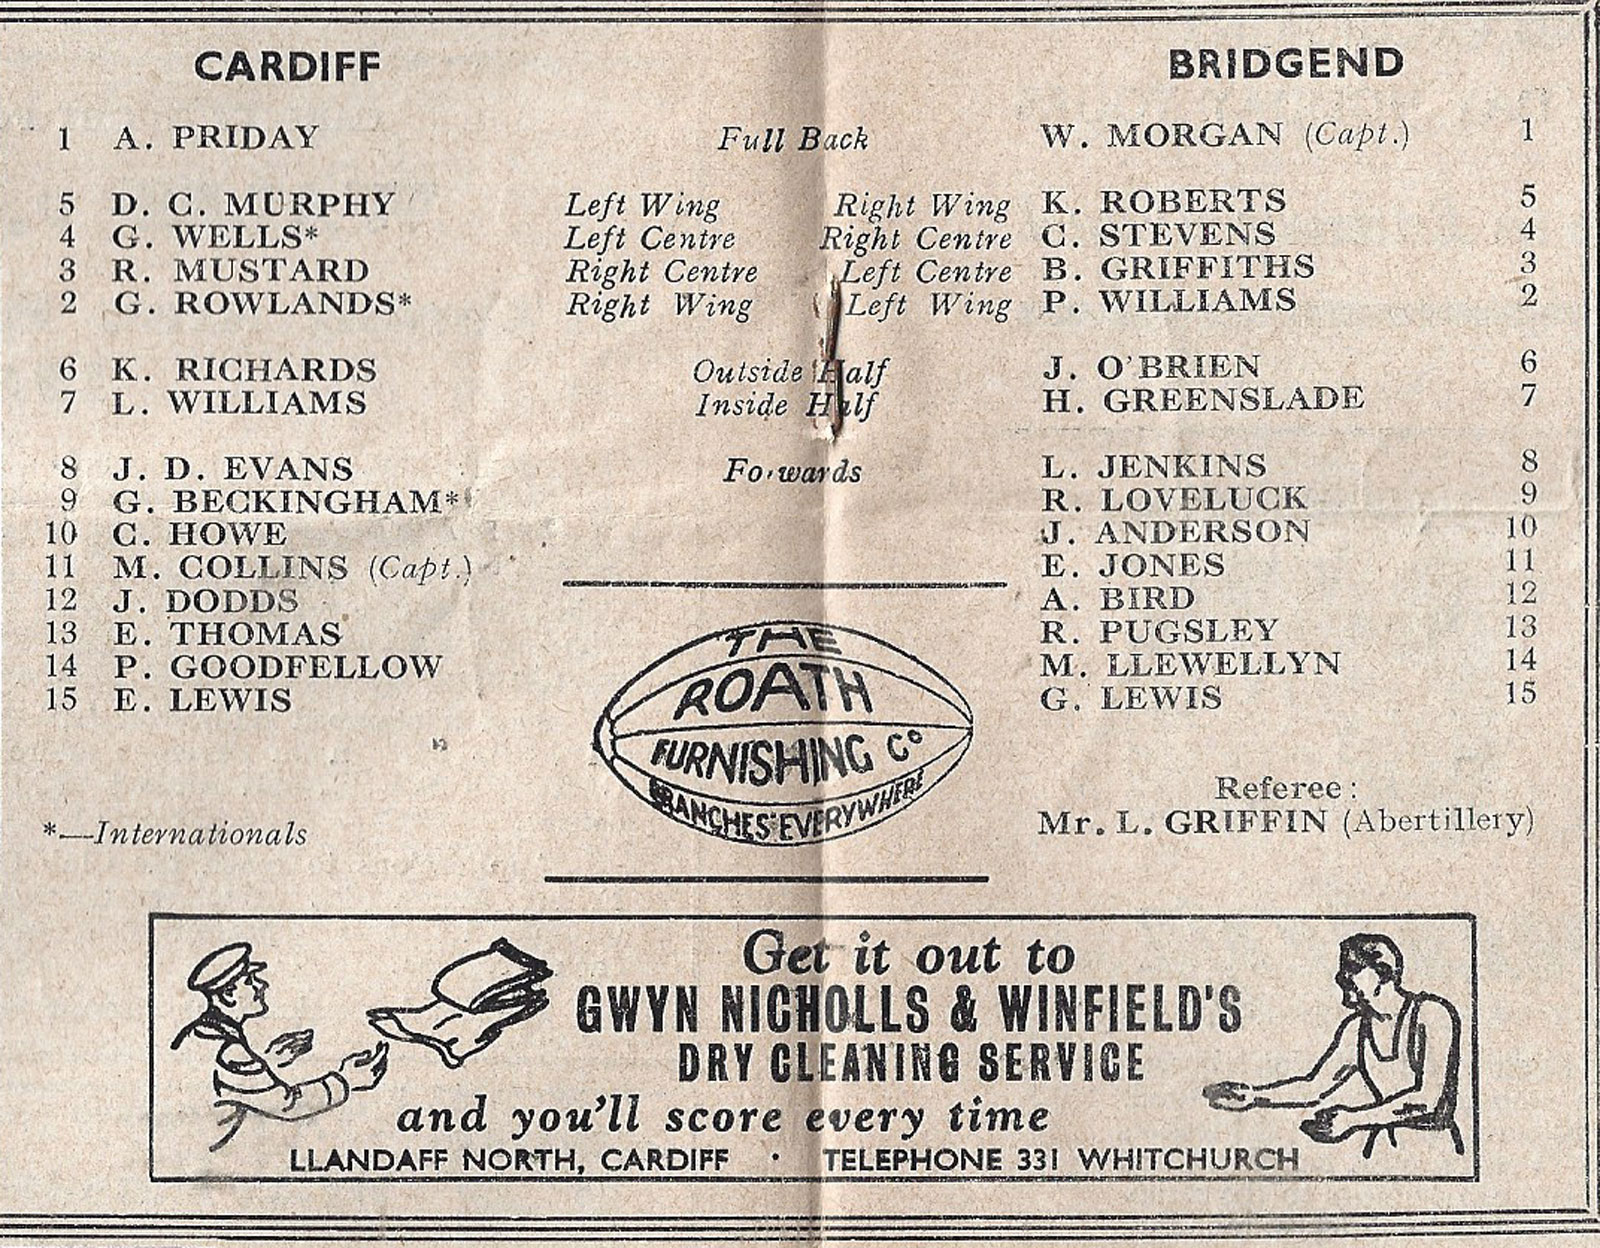 CARDIFF BRIDGEND
1 A. PRIDAY Full Back W. MORGAN (Capt.) 1
5 D. C. MURPHY Left Wing Right Wing K. ROBERTS 5
4 G. WELLS* Left Centre Right Centre C. STEVENS 4
3 R. MUSTARD Right Centre Left Centre B. GRIFFITHS 3
2 G. ROWLANDS* Right Wing Left Wing P. WILLIAMS 2
6 K. RICHARDS Outside Half J. O'BRIEN 6
7 L. WILLIAMS Inside Half H. GREENSLADE 7
8 J. D. EVANS Forwards L. JENKINS 8
9 G. BECKINGHAM* R. LOVELUCK 9
10 C. HOWE J. ANDERSON 10
11 M. COLLINS (Capt.) E. JONES 11
12 J. DODDS A. BIRD 12
13 E. THOMAS R. PUGSLEY 13
14 P. GOODFELLOW M. LLEWELLYN 14
15 E. LEWIS G. LEWIS 15
THE
ROATH
FURNISHING Co
BRANCHES EVERYWHERE
Referee:
*—Internationals Mr. L. GRIFFIN (Abertillery)
Get it out to
GWYN NICHOLLS & WINFIELD'S
DRY CLEANING SERVICE
and you'll score every time
LLANDAFF NORTH, CARDIFF · TELEPHONE 331 WHITCHURCH